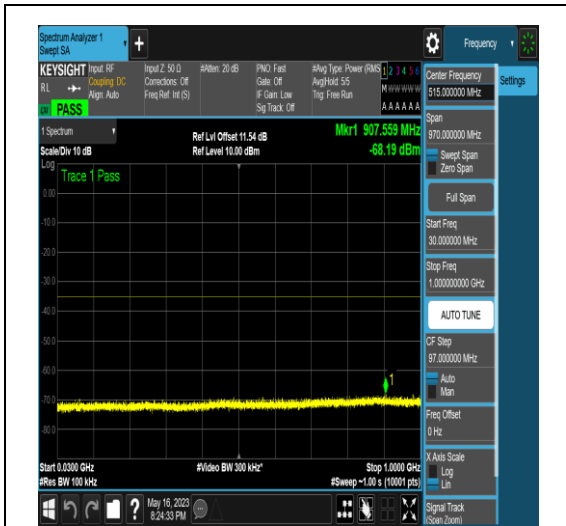 Spectrum Analyzer 1
Swept SA
+
Frequency
KEYSIGHT Input: RF Input Z: 50 Ω #Atten: 20 dB PNO: Fast #Avg Type: Power (RMS 1 2 3 4 5 6
RL Coupling: DC Corrections: Off Gate: Off Avg|Hold: 5/5 M W W W W W
Align: Auto Freq Ref: Int (S) IF Gain: Low Trig: Free Run
Sig Track: Off A A A A A A
PASS
1 Spectrum
Ref Lvl Offset 11.54 dB Mkr1 907.559 MHz
Scale/Div 10 dB Ref Level 10.00 dBm -68.19 dBm
Log
Trace 1 Pass
0.00
-10.0
-20.0
-30.0
-40.0
-50.0
-60.0
-70.0
-80.0
1
Start 0.0300 GHz #Video BW 300 kHz* Stop 1.0000 GHz
#Res BW 100 kHz #Sweep ~1.00 s (10001 pts)
May 16, 2023
8:24:33 PM
Center Frequency
515.000000 MHz
Settings
Span
970.000000 MHz
Swept Span
Zero Span
Full Span
Start Freq
30.000000 MHz
Stop Freq
1.000000000 GHz
AUTO TUNE
CF Step
97.000000 MHz
Auto
Man
Freq Offset
0 Hz
X Axis Scale
Log
Lin
Signal Track
(Span Zoom)